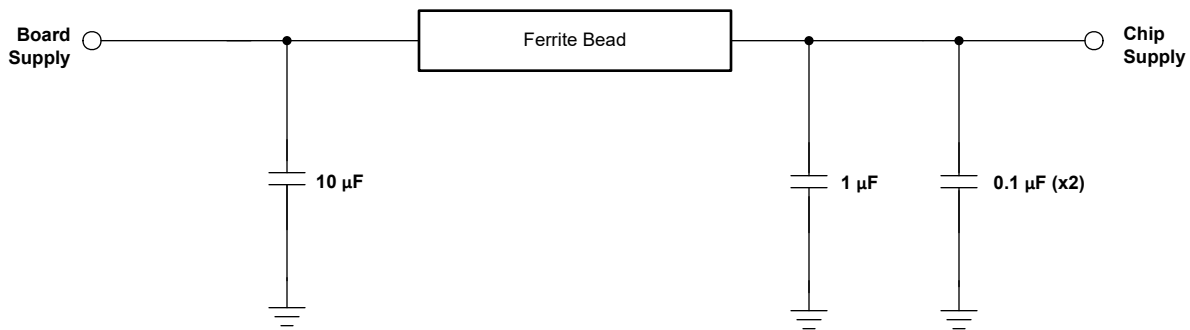 Board
Supply
Ferrite Bead
Chip
Supply
10 µF
1 µF
0.1 µF (x2)